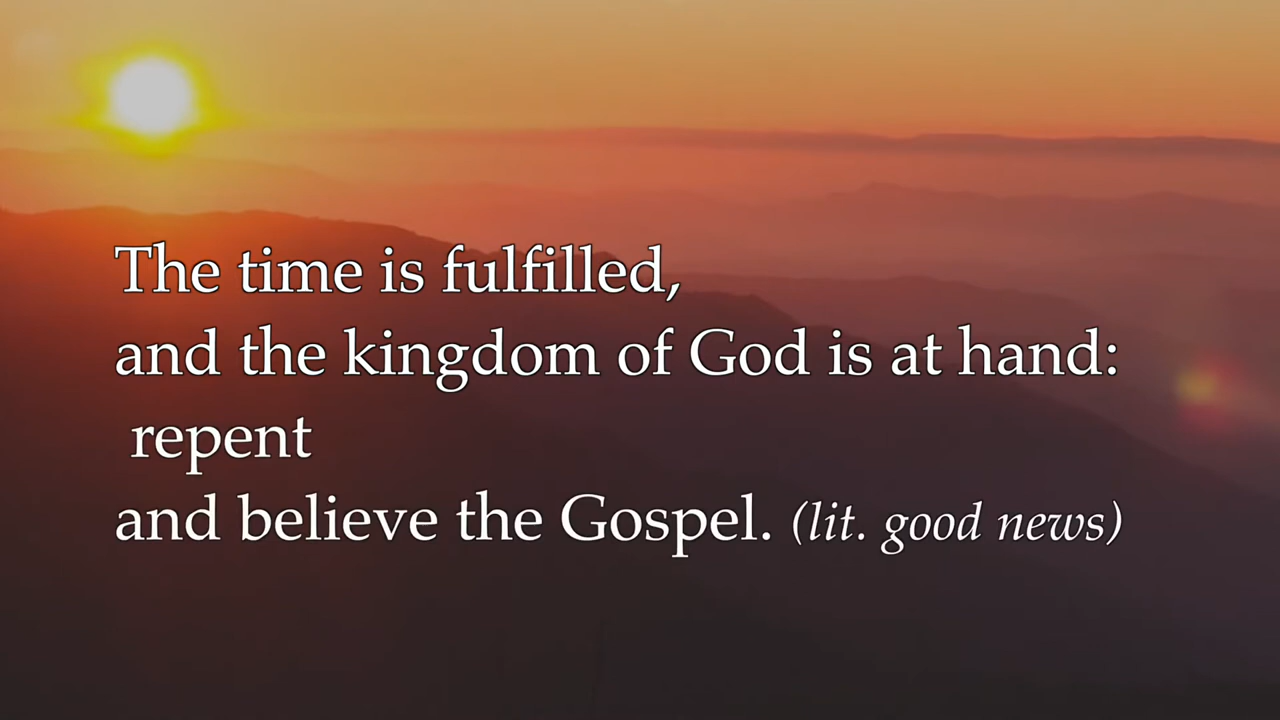 The time is fulfilled,
and the kingdom of God is at hand:
repent
and believe the Gospel. (lit. good news)